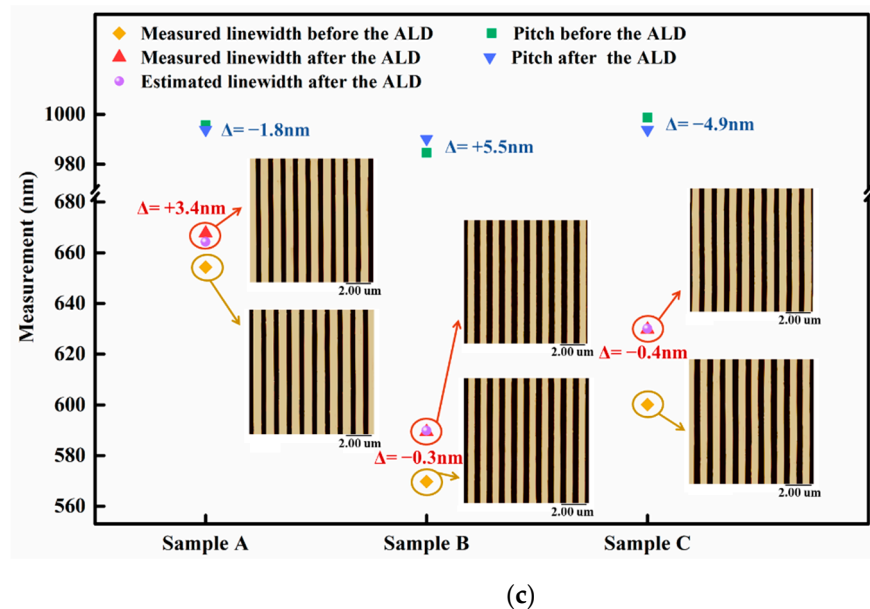 Measured linewidth before the ALD
Pitch before the ALD
Measured linewidth after the ALD
Pitch after the ALD
Estimated linewidth after the ALD
Measurement (nm)
1000
980
680
660
640
620
600
580
560
Δ= −1.8nm
Δ= +5.5nm
Δ= −4.9nm
Δ= +3.4nm
Δ= −0.3nm
Δ= −0.4nm
2.00 um
2.00 um
2.00 um
2.00 um
2.00 um
2.00 um
Sample A
Sample B
Sample C
(c)